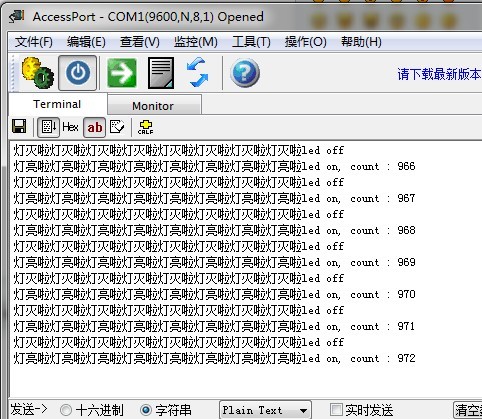 AccessPort - COM1(9600,N,8,1) Opened
文件(F) 编辑(E) 查看(V) 监控(M) 工具(T) 操作(O) 帮助(H)
请下载最新版本
Terminal Monitor
Hex ab CRLF
灯灭啦灯灭啦灯灭啦灯灭啦灯灭啦灯灭啦灯灭啦灯灭啦led off
灯亮啦灯亮啦灯亮啦灯亮啦灯亮啦灯亮啦灯亮啦灯亮啦led on, count : 966
灯灭啦灯灭啦灯灭啦灯灭啦灯灭啦灯灭啦灯灭啦灯灭啦led off
灯亮啦灯亮啦灯亮啦灯亮啦灯亮啦灯亮啦灯亮啦灯亮啦led on, count : 967
灯灭啦灯灭啦灯灭啦灯灭啦灯灭啦灯灭啦灯灭啦灯灭啦led off
灯亮啦灯亮啦灯亮啦灯亮啦灯亮啦灯亮啦灯亮啦灯亮啦led on, count : 968
灯灭啦灯灭啦灯灭啦灯灭啦灯灭啦灯灭啦灯灭啦灯灭啦led off
灯亮啦灯亮啦灯亮啦灯亮啦灯亮啦灯亮啦灯亮啦灯亮啦led on, count : 969
灯灭啦灯灭啦灯灭啦灯灭啦灯灭啦灯灭啦灯灭啦灯灭啦led off
灯亮啦灯亮啦灯亮啦灯亮啦灯亮啦灯亮啦灯亮啦灯亮啦led on, count : 970
灯灭啦灯灭啦灯灭啦灯灭啦灯灭啦灯灭啦灯灭啦灯灭啦led off
灯亮啦灯亮啦灯亮啦灯亮啦灯亮啦灯亮啦灯亮啦灯亮啦led on, count : 971
灯灭啦灯灭啦灯灭啦灯灭啦灯灭啦灯灭啦灯灭啦灯灭啦led off
灯亮啦灯亮啦灯亮啦灯亮啦灯亮啦灯亮啦灯亮啦灯亮啦led on, count : 972
发送-> 十六进制 字符串 Plain Text 实时发送 清空